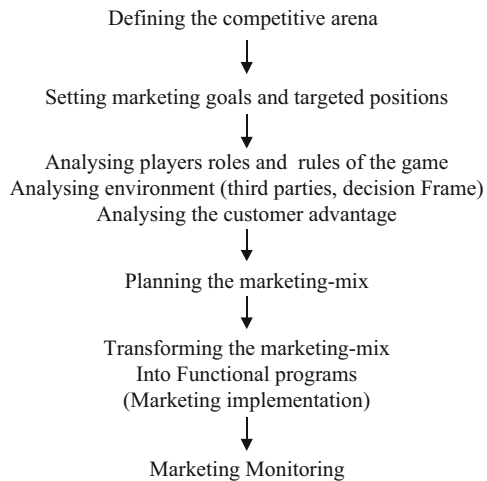 Defining the competitive arena
Setting marketing goals and targeted positions
Analysing players roles and rules of the game
Analysing environment (third parties, decision Frame)
Analysing the customer advantage
Planning the marketing-mix
Transforming the marketing-mix
Into Functional programs
(Marketing implementation)
Marketing Monitoring